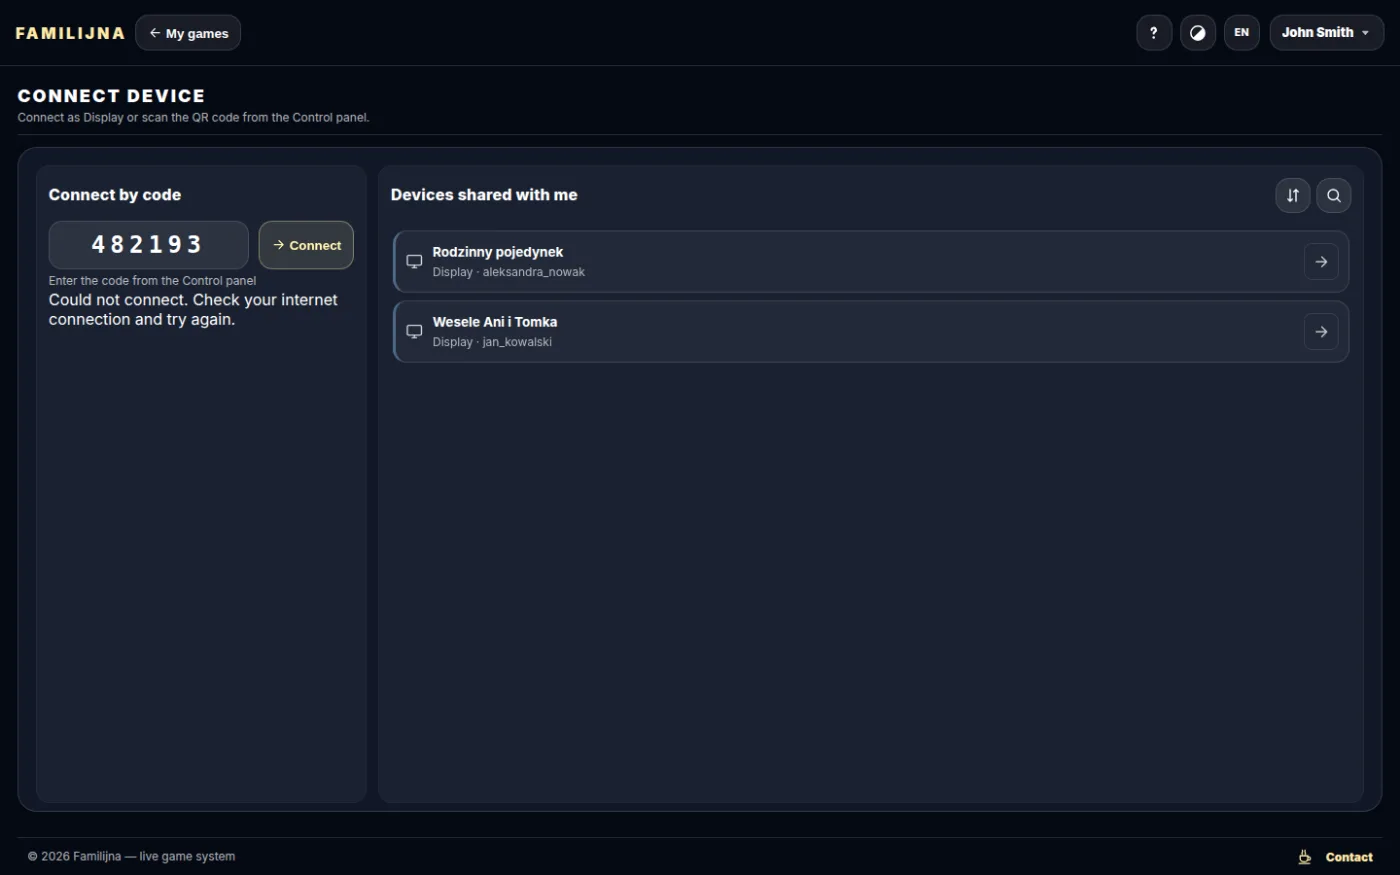 FAMILIJNA
← My games
?
EN
John Smith
CONNECT DEVICE
Connect as Display or scan the QR code from the Control panel.
Connect by code
482193
→ Connect
Enter the code from the Control panel
Could not connect. Check your internet
connection and try again.
Devices shared with me
Rodzinny pojedynek
Display · aleksandra_nowak
Wesele Ani i Tomka
Display · jan_kowalski
© 2026 Familijna — live game system
Contact